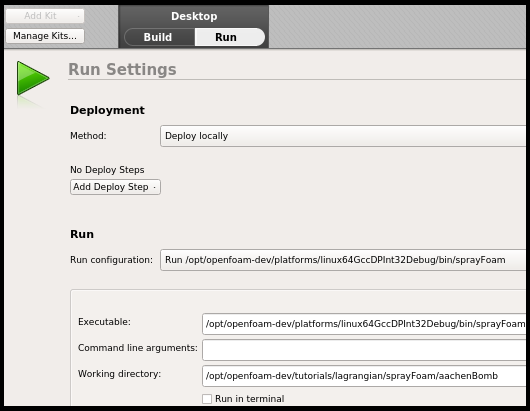 Add Kit
Desktop
Manage Kits...
Build
Run
Run Settings
Deployment
Method:
Deploy locally
No Deploy Steps
Add Deploy Step
Run
Run configuration:
Run /opt/openfoam-dev/platforms/linux64GccDPInt32Debug/bin/sprayFoam
Executable:
/opt/openfoam-dev/platforms/linux64GccDPInt32Debug/bin/sprayFoam
Command line arguments:
Working directory:
/opt/openfoam-dev/tutorials/lagrangian/sprayFoam/aachenBomb
Run in terminal